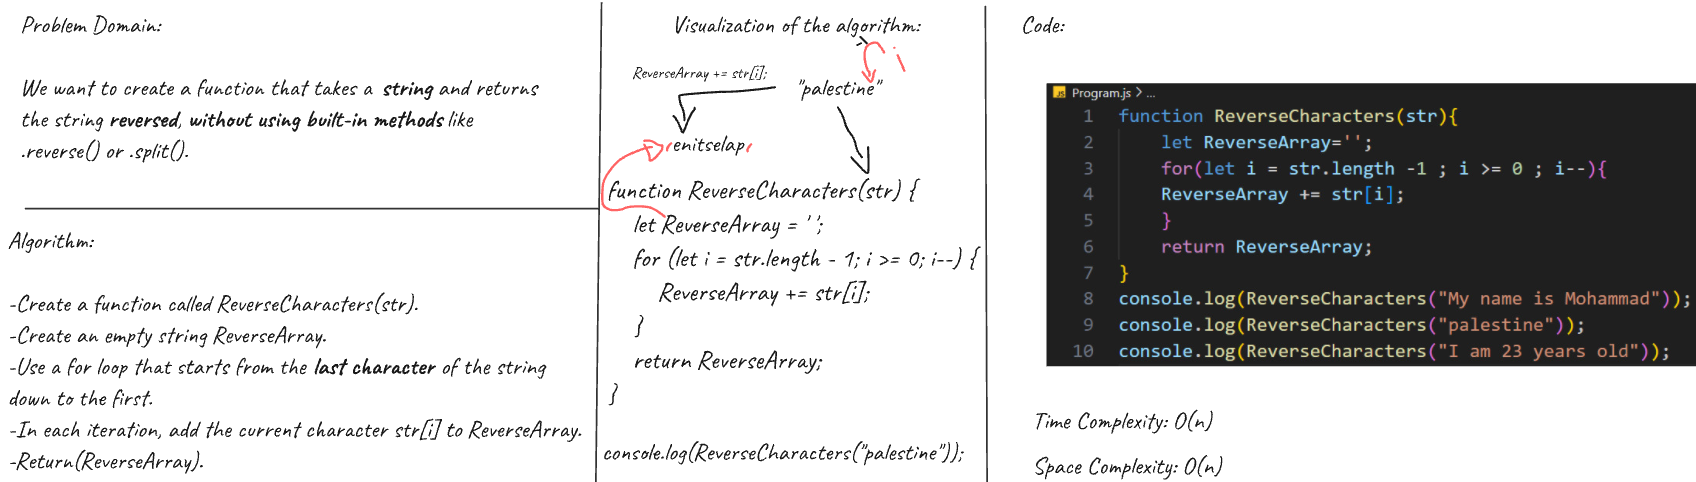 Problem Domain:
We want to create a function that takes a string and returns
the string reversed, without using built-in methods like
.reverse() or .split().
Algorithm:
-Create a function called ReverseCharacters(str).
-Create an empty string ReverseArray.
-Use a for loop that starts from the last character of the string
down to the first.
-In each iteration, add the current character str[i] to ReverseArray.
-Return(ReverseArray).
Visualization of the algorithm:
i
ReverseArray += str[i];
"palestine"
'enitselap'
function ReverseCharacters(str) {
let ReverseArray = '';
for (let i = str.length - 1; i >= 0; i--) {
ReverseArray += str[i];
}
return ReverseArray;
}
console.log(ReverseCharacters("palestine"));
Code:
JS Program.js > ...
1 function ReverseCharacters(str){
2 let ReverseArray='';
3 for(let i = str.length -1 ; i >= 0 ; i--){
4 ReverseArray += str[i];
5 }
6 return ReverseArray;
7 }
8 console.log(ReverseCharacters("My name is Mohammad"));
9 console.log(ReverseCharacters("palestine"));
10 console.log(ReverseCharacters("I am 23 years old"));
Time Complexity: O(n)
Space Complexity: O(n)